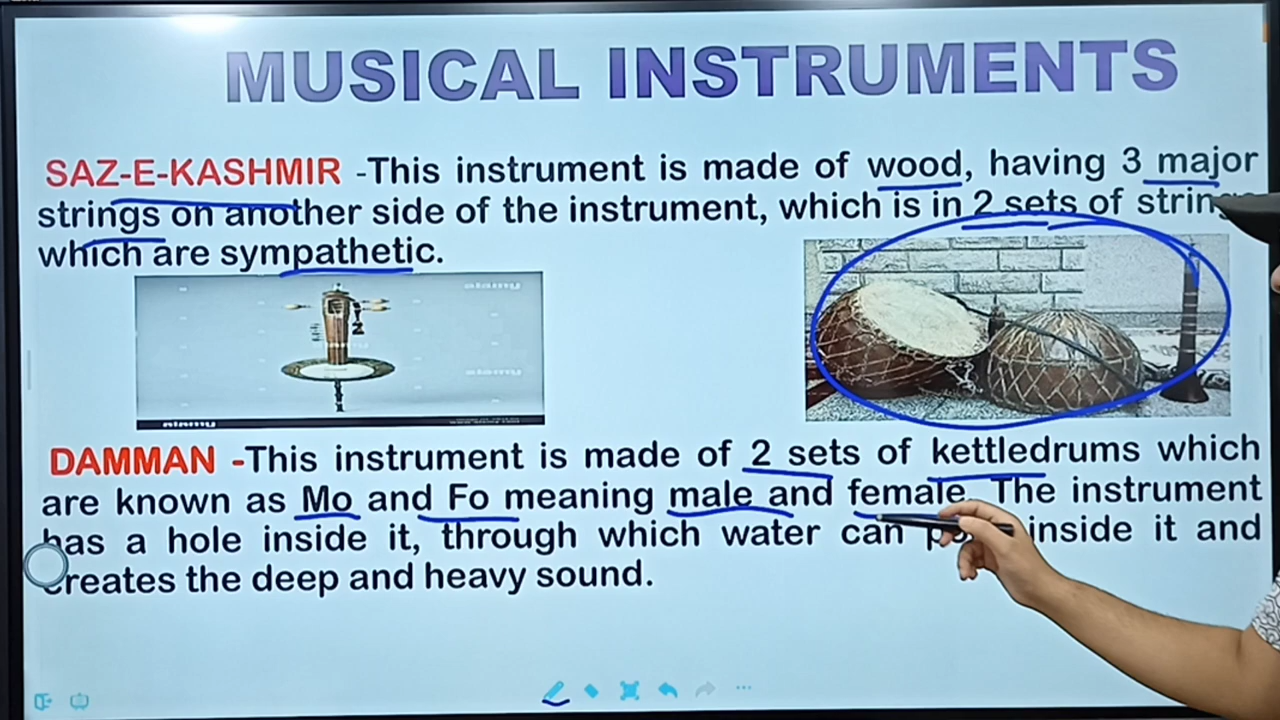 MUSICAL INSTRUMENTS
SAZ-E-KASHMIR -This instrument is made of wood, having 3 major
strings on another side of the instrument, which is in 2 sets of
which are sympathetic.
alamy
alamy
alamy
DAMMAN -This instrument is made of 2 sets of kettledrums which
are known as Mo and Fo meaning male and female. The instrument
has a hole inside it, through which water can inside it and
creates the deep and heavy sound.